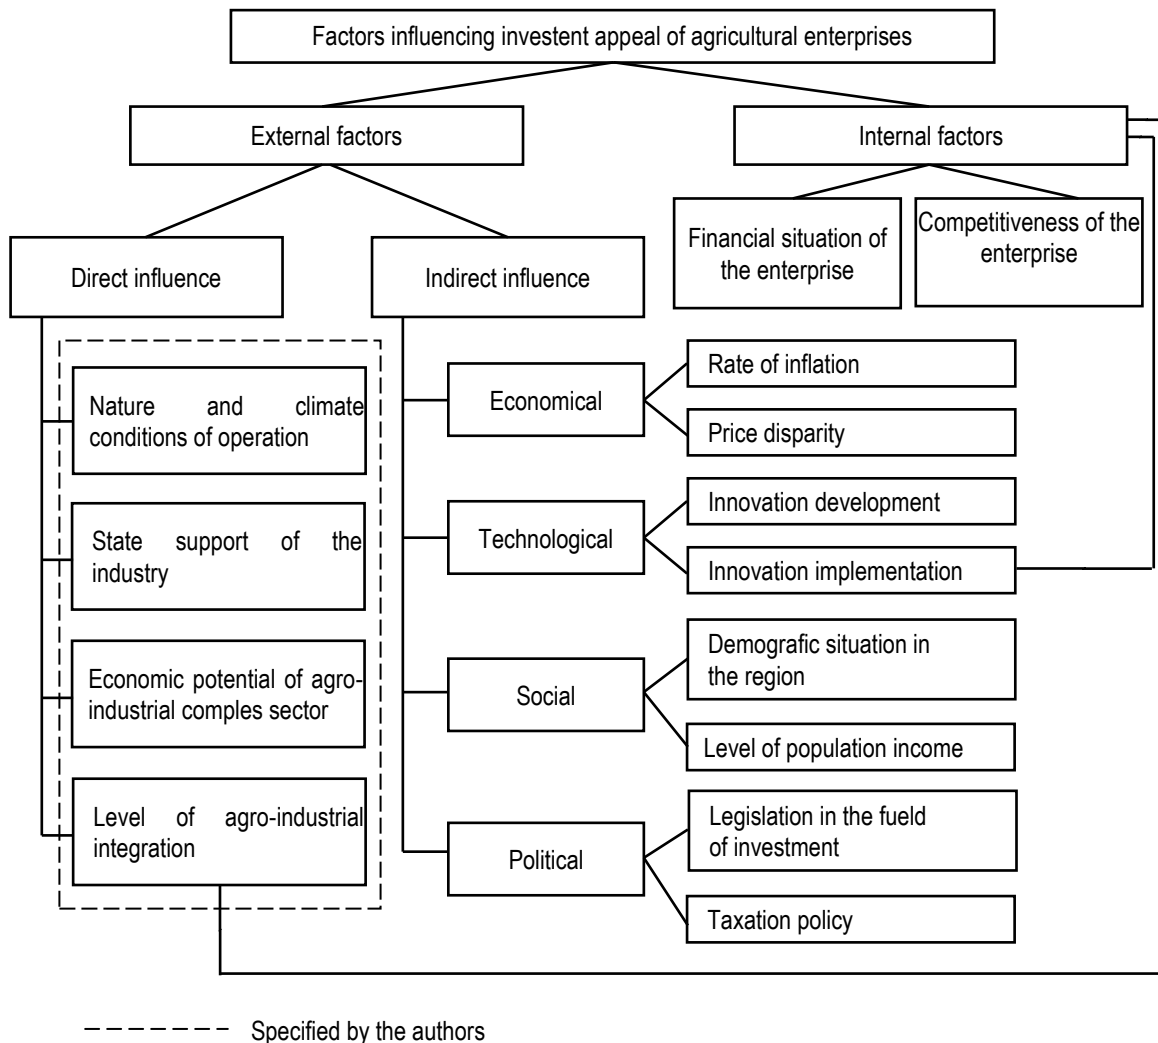 Factors influencing investent appeal of agricultural enterprises
External factors
Internal factors
Financial situation of
the enterprise
Competitiveness of the
enterprise
Direct influence
Indirect influence
Nature and climate
conditions of operation
State support of the
industry
Economic potential of agro-
industrial comples sector
Level of agro-industrial
integration
Economical
Rate of inflation
Price disparity
Technological
Innovation development
Innovation implementation
Social
Demografic situation in
the region
Level of population income
Political
Legislation in the fueld
of investment
Taxation policy
Specified by the authors